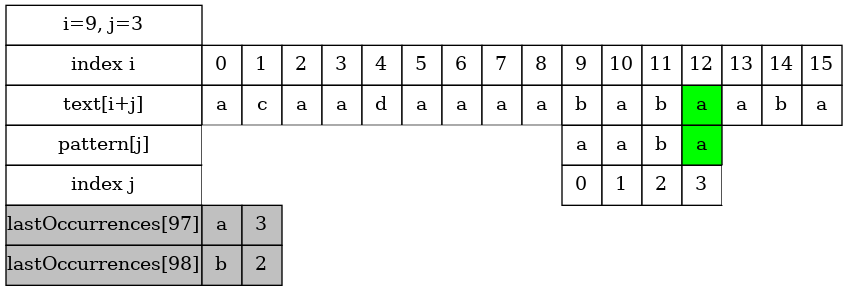 i=9, j=3
index i 0 1 2 3 4 5 6 7 8 9 10 11 12 13 14 15
text[i+j] a c a a d a a a a b a b a a b a
pattern[j] a a b a
index j 0 1 2 3
lastOccurrences[97] a 3
lastOccurrences[98] b 2